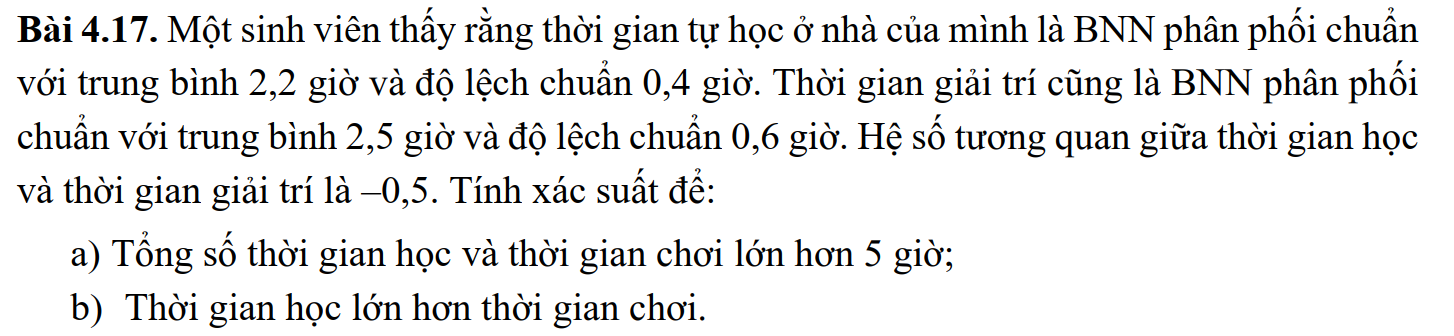 Bài 4.17. Một sinh viên thấy rằng thời gian tự học ở nhà của mình là BNN phân phối chuẩn
với trung bình 2,2 giờ và độ lệch chuẩn 0,4 giờ. Thời gian giải trí cũng là BNN phân phối
chuẩn với trung bình 2,5 giờ và độ lệch chuẩn 0,6 giờ. Hệ số tương quan giữa thời gian học
và thời gian giải trí là –0,5. Tính xác suất để:
a) Tổng số thời gian học và thời gian chơi lớn hơn 5 giờ;
b) Thời gian học lớn hơn thời gian chơi.